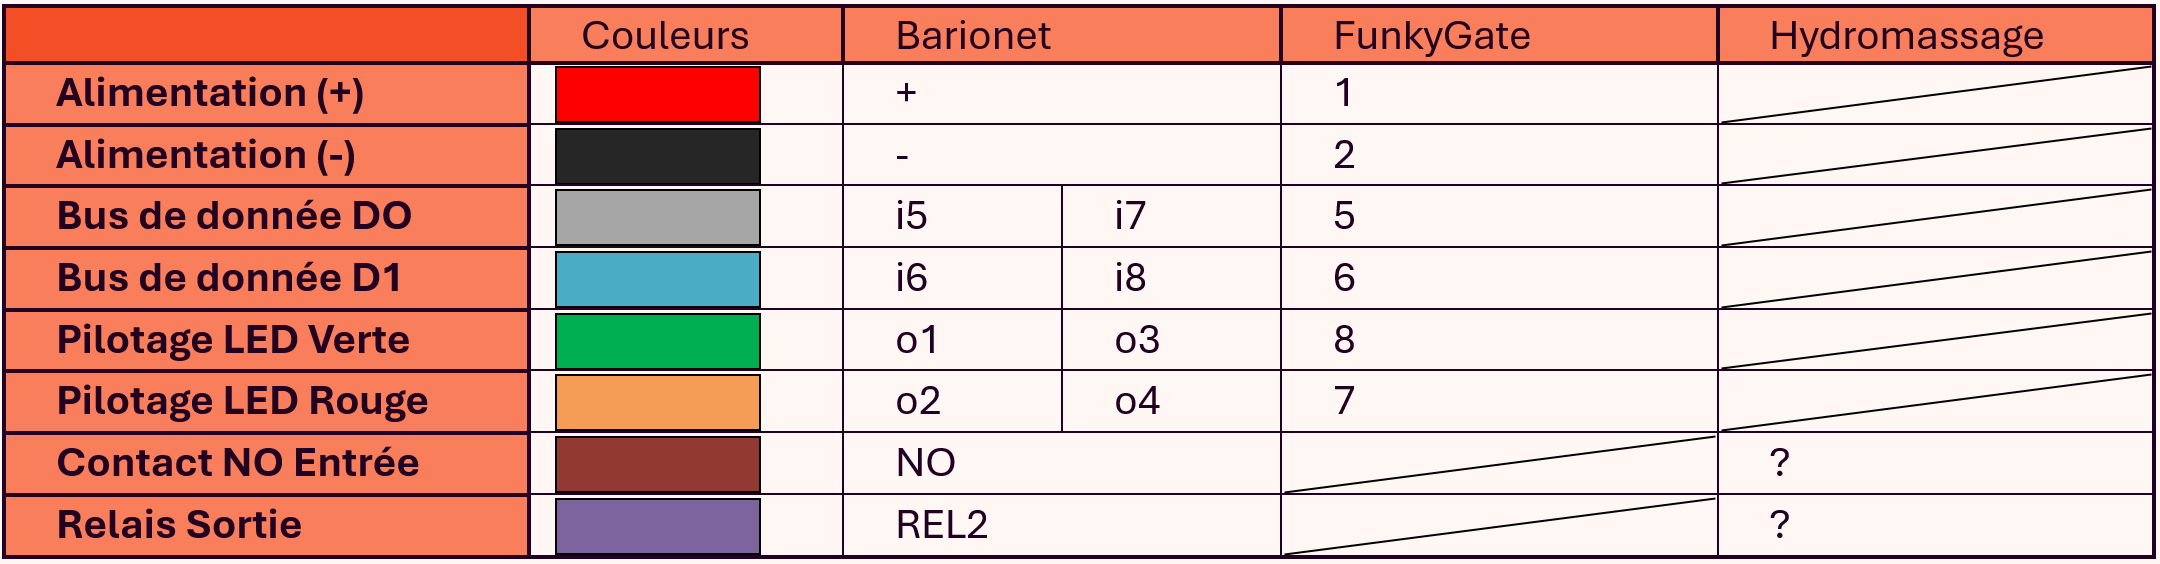 Couleurs Barionet FunkyGate Hydromassage
Alimentation (+) + 1
Alimentation (-) - 2
Bus de donnée DO i5 i7 5
Bus de donnée D1 i6 i8 6
Pilotage LED Verte o1 o3 8
Pilotage LED Rouge o2 o4 7
Contact NO Entrée NO ?
Relais Sortie REL2 ?